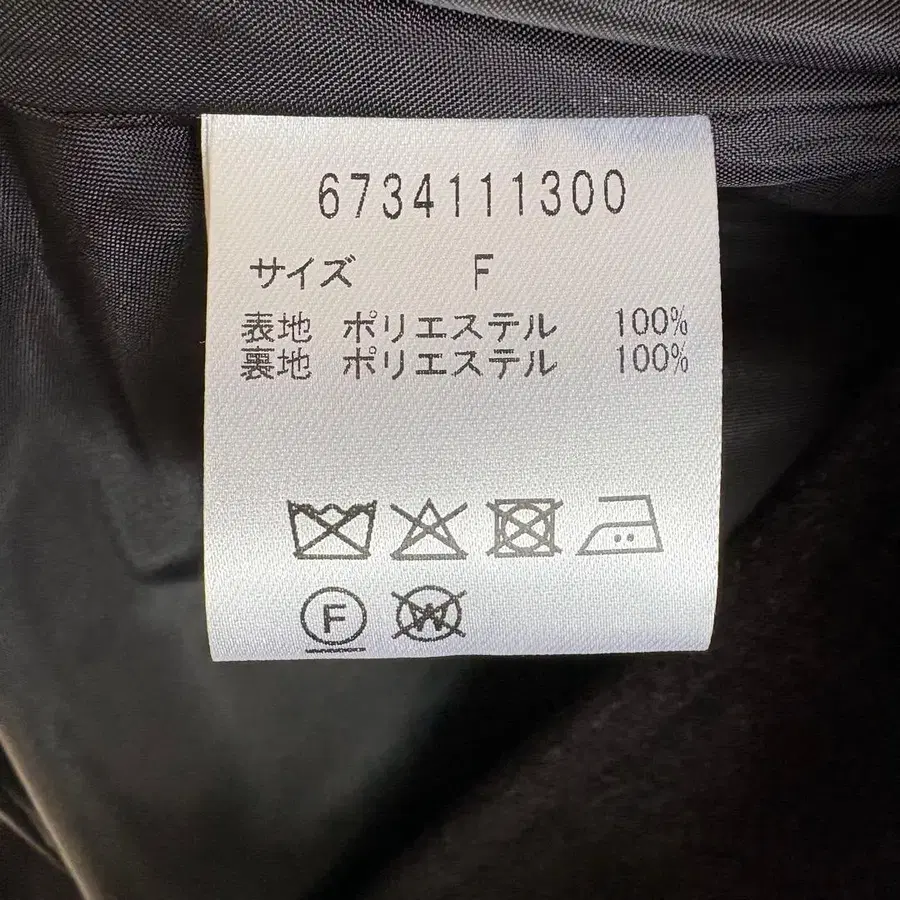 6734111300
サイズ F
表地 ポリエステル 100%
裏地 ポリエステル 100%
F W